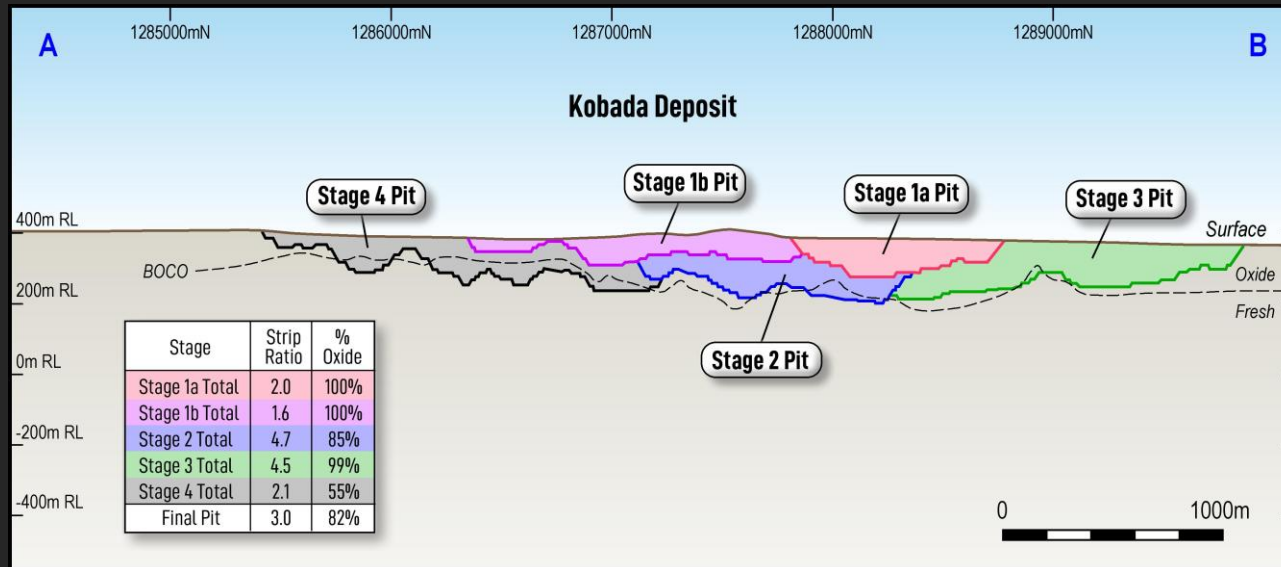 1285000mN 1286000mN 1287000mN 1288000mN 1289000mN
A
B
Kobada Deposit
Stage 4 Pit
Stage 1b Pit
Stage 1a Pit
Stage 3 Pit
400m RL
Surface
BOCO
Oxide
200m RL
Fresh
Stage 2 Pit
0m RL
-200m RL
-400m RL
Stage Strip Ratio % Oxide
Stage 1a Total 2.0 100%
Stage 1b Total 1.6 100%
Stage 2 Total 4.7 85%
Stage 3 Total 4.5 99%
Stage 4 Total 2.1 55%
Final Pit 3.0 82%
0 1000m